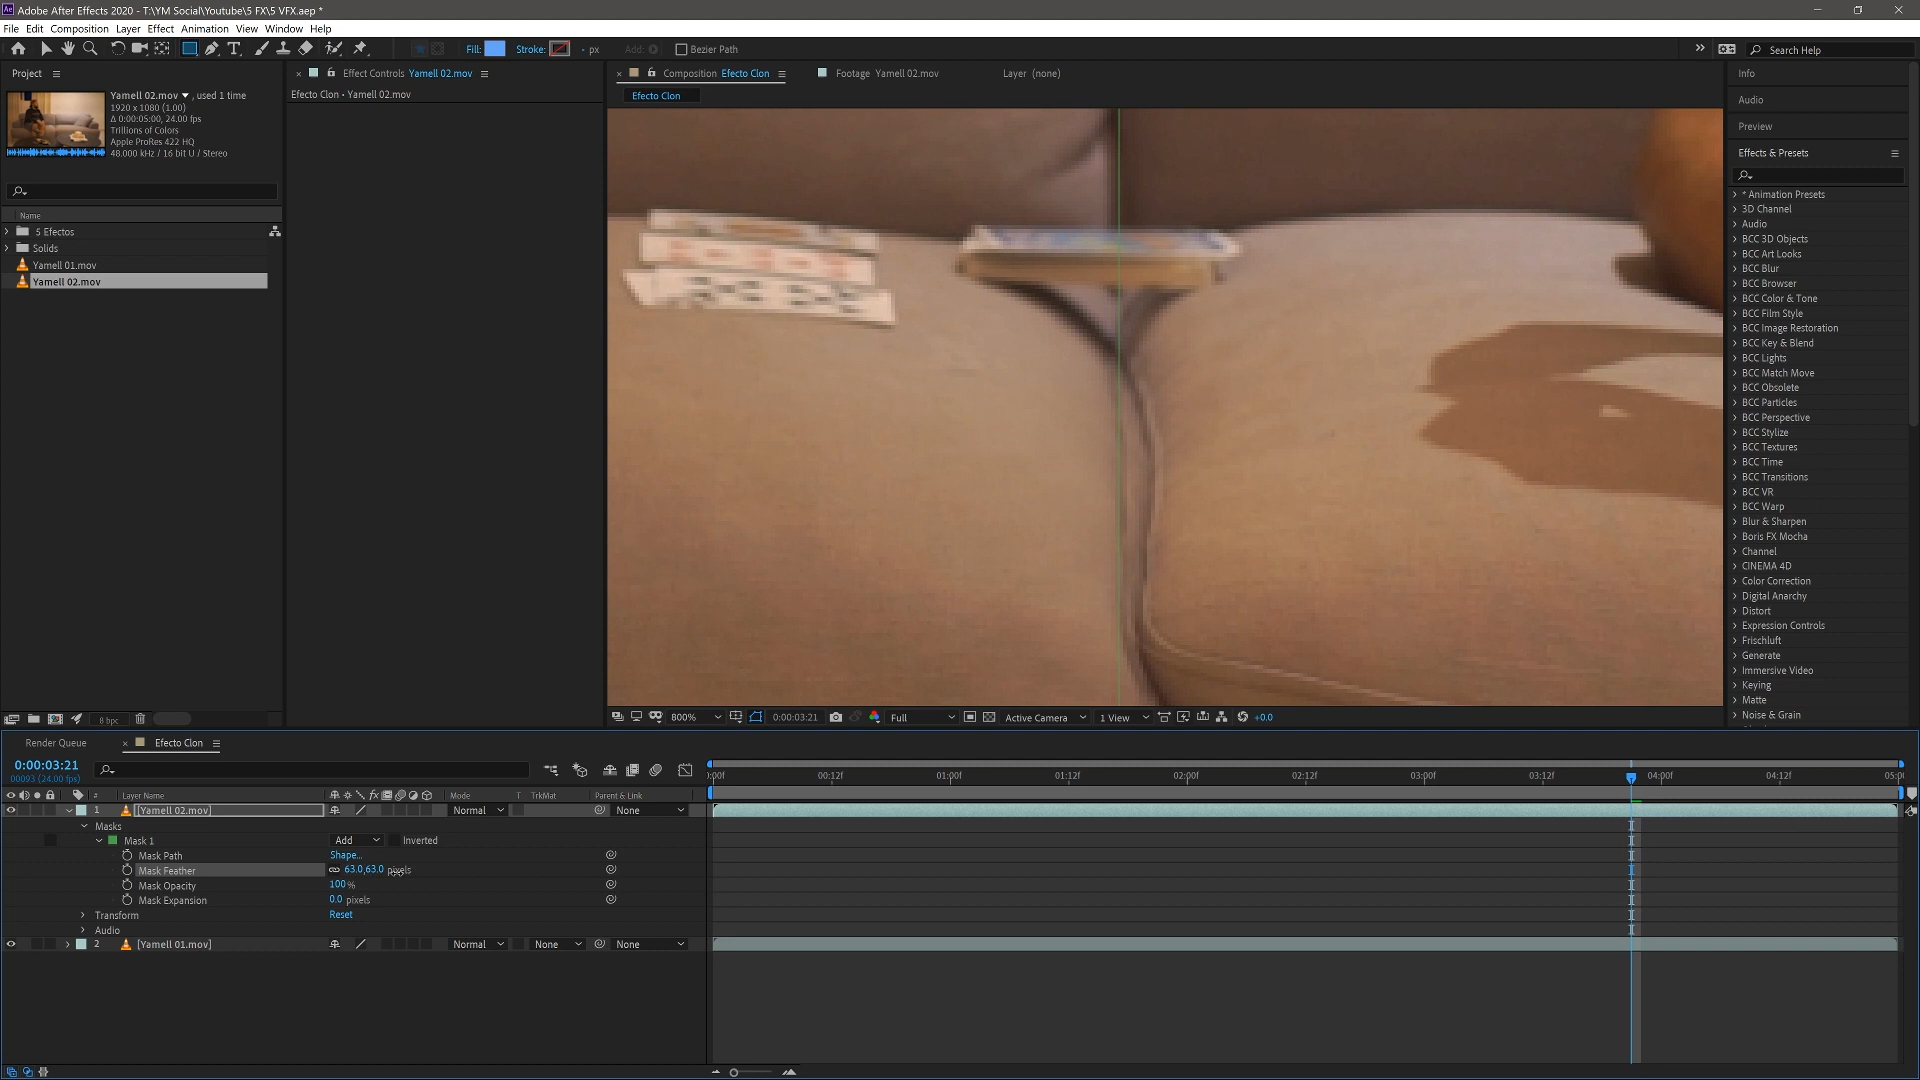 Adobe After Effects 2020 - T:\YM Social\Youtube\5 FX\5 VFX.aep *
File Edit Composition Layer Effect Animation View Window Help
Fill: Stroke: - px Add: Bezier Path
Search Help
Project
Yamell 02.mov , used 1 time
1920 x 1080 (1.00)
Δ 0:00:05:00, 24.00 fps
Trillions of Colors
Apple ProRes 422 HQ
48.000 kHz / 16 bit U / Stereo
Name
5 Efectos
Solids
Yamell 01.mov
Yamell 02.mov
8 bpc
Effect Controls Yamell 02.mov
Efecto Clon • Yamell 02.mov
Composition Efecto Clon
Footage Yamell 02.mov
Layer (none)
Efecto Clon
800%
0:00:03:21
Full
Active Camera
1 View
+0.0
Info
Audio
Preview
Effects & Presets
* Animation Presets
3D Channel
Audio
BCC 3D Objects
BCC Art Looks
BCC Blur
BCC Browser
BCC Color & Tone
BCC Film Style
BCC Image Restoration
BCC Key & Blend
BCC Lights
BCC Match Move
BCC Obsolete
BCC Particles
BCC Perspective
BCC Stylize
BCC Textures
BCC Time
BCC Transitions
BCC VR
BCC Warp
Blur & Sharpen
Boris FX Mocha
Channel
CINEMA 4D
Color Correction
Digital Anarchy
Distort
Expression Controls
Frischluft
Generate
Immersive Video
Keying
Matte
Noise & Grain
Render Queue
Efecto Clon
0:00:03:21
00093 (24.00 fps)
# Layer Name Mode T TrkMat Parent & Link
:00f 00:12f 01:00f 01:12f 02:00f 02:12f 03:00f 03:12f 04:00f 04:12f 05:0
1 [Yamell 02.mov] Normal None
Masks
Mask 1 Add Inverted
Mask Path Shape...
Mask Feather 63.0,63.0 pixels
Mask Opacity 100%
Mask Expansion 0.0 pixels
Transform Reset
Audio
2 [Yamell 01.mov] Normal None None